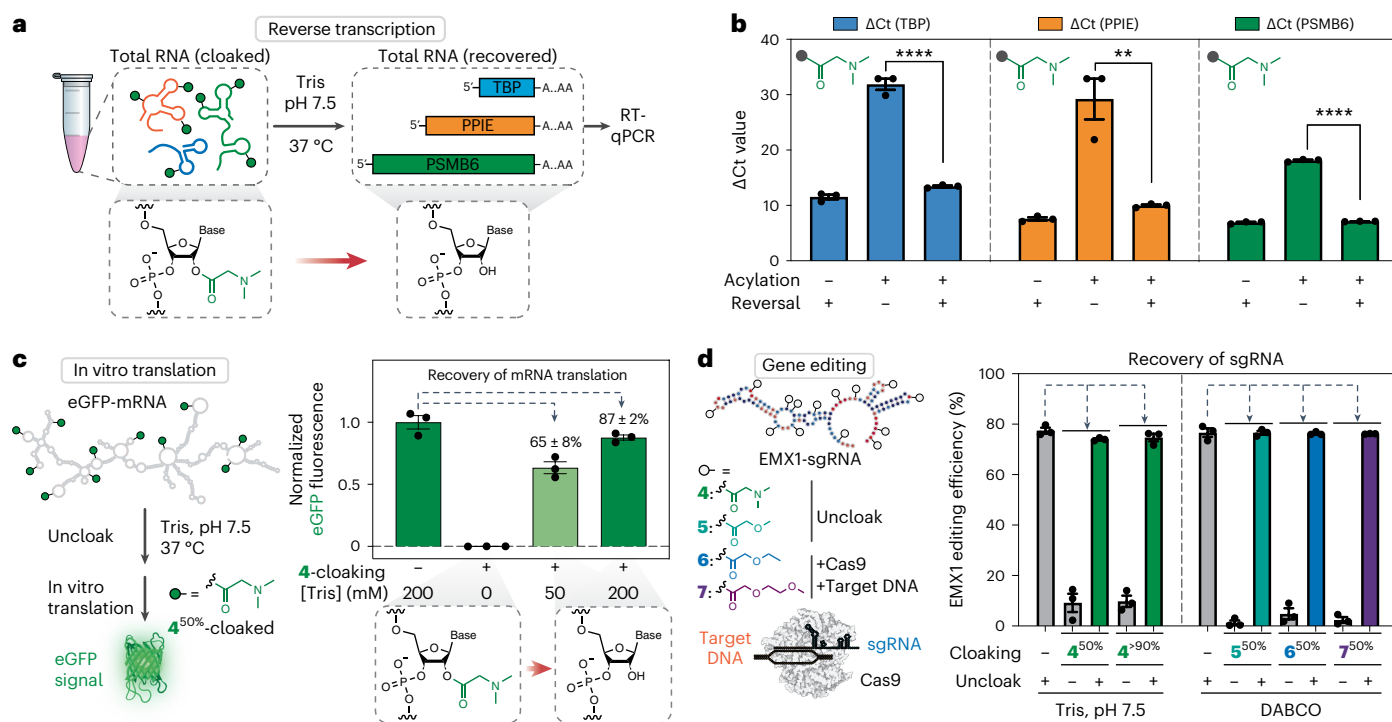 a
Reverse transcription
Total RNA (cloaked)
Tris
pH 7.5
37 °C
Total RNA (recovered)
5′ TBP A..AA
5′ PPIE A..AA
5′ PSMB6 A..AA
RT-
qPCR
O
Base
O
O⁻
O P O
O
O
O
N
O
Base
O
O⁻
O P O
O
OH
b
ΔCt (TBP)
ΔCt (PPIE)
ΔCt (PSMB6)
ΔCt value
40
30
20
10
0
O
N
****
O
N
**
O
N
****
Acylation – + + – + + – + +
Reversal + – + + – + + – +
c
In vitro translation
eGFP-mRNA
Uncloak
Tris, pH 7.5
37 °C
In vitro
translation
=
O
N
4⁵⁰%-cloaked
eGFP
signal
Recovery of mRNA translation
Normalized
eGFP fluorescence
1.0
0.5
0
65 ± 8%
87 ± 2%
4-cloaking – + + +
[Tris] (mM) 200 0 50 200
O
Base
O
O⁻
O P O
O
O
O
N
O
Base
O
O⁻
O P O
O
OH
d
Gene editing
EMX1-sgRNA
=
4:
O
N
5:
O
O
6:
O
O
7:
O
O
O
Uncloak
+Cas9
+Target DNA
Target
DNA
sgRNA
Cas9
Recovery of sgRNA
EMX1 editing efficiency (%)
100
80
60
40
20
0
Cloaking – 4⁵⁰% 4^>90% – 5⁵⁰% 6⁵⁰% 7⁵⁰%
Uncloak + – + – + + – + – + – +
Tris, pH 7.5
DABCO